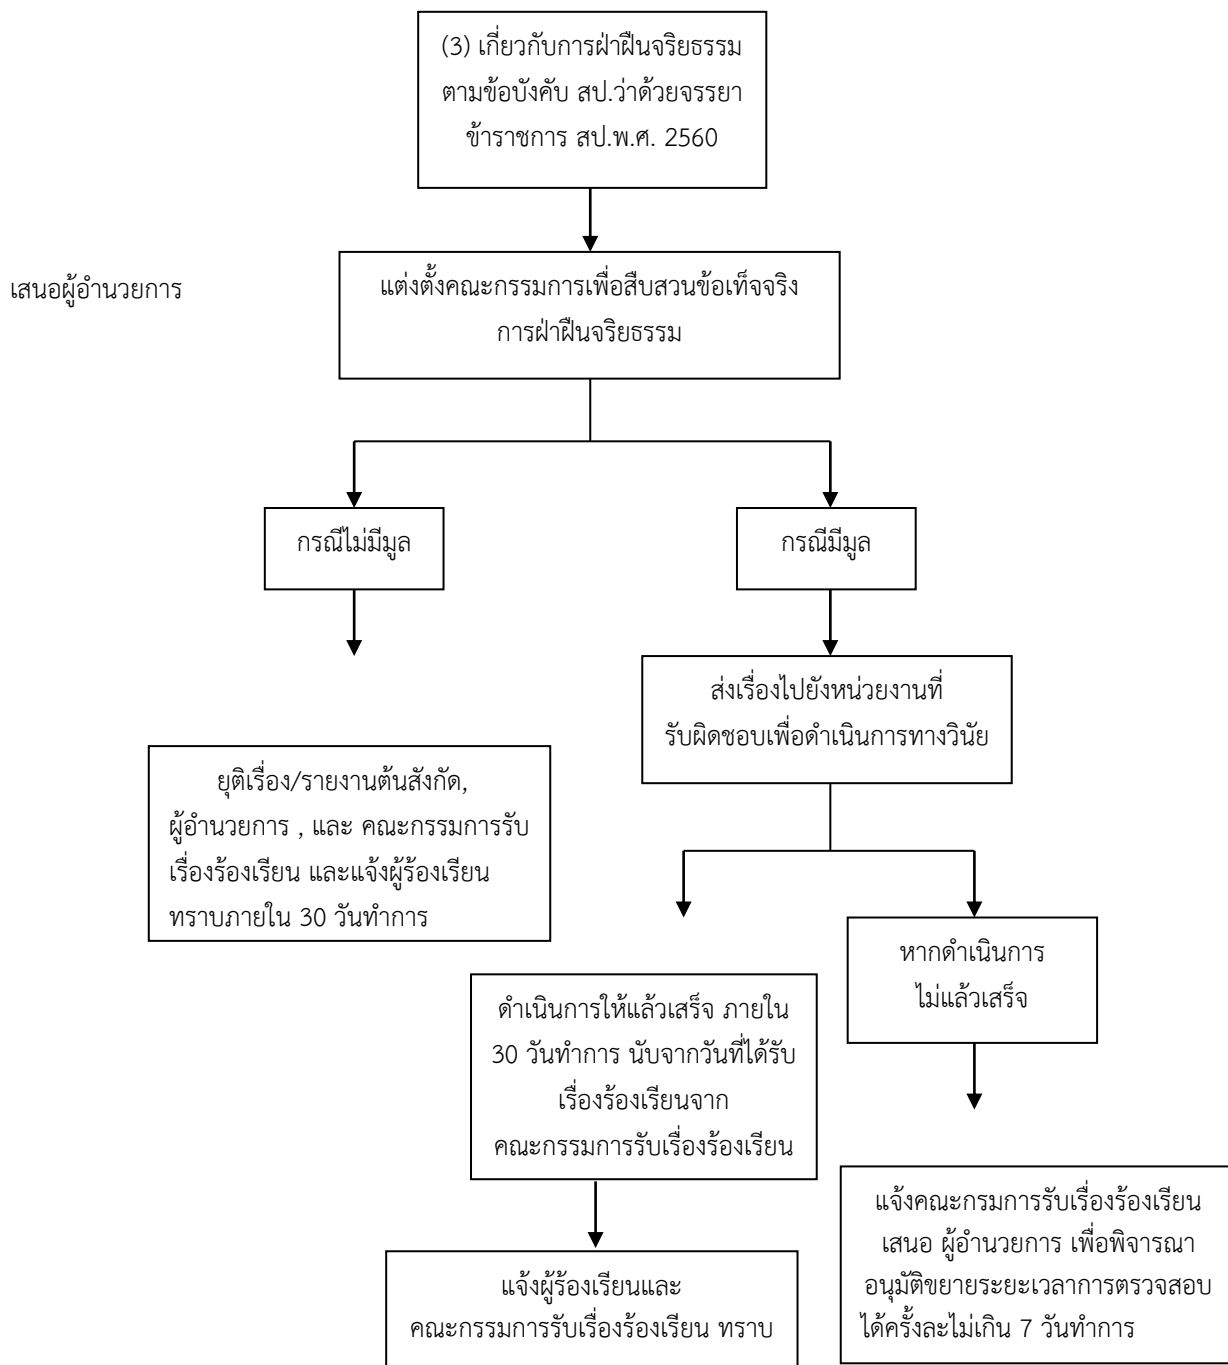 (3) เกี่ยวกับการฝ่าฝืนจริยธรรม
ตามข้อบังคับ สป.ว่าด้วยจรรยา
ข้าราชการ สป.พ.ศ. 2560
เสนอผู้อำนวยการ
แต่งตั้งคณะกรรมการเพื่อสืบสวนข้อเท็จจริง
การฝ่าฝืนจริยธรรม
กรณีไม่มีมูล
กรณีมีมูล
ส่งเรื่องไปยังหน่วยงานที่
รับผิดชอบเพื่อดำเนินการทางวินัย
ยุติเรื่อง/รายงานต้นสังกัด,
ผู้อำนวยการ , และ คณะกรรมการรับ
เรื่องร้องเรียน และแจ้งผู้ร้องเรียน
ทราบภายใน 30 วันทำการ
หากดำเนินการ
ไม่แล้วเสร็จ
ดำเนินการให้แล้วเสร็จ ภายใน
30 วันทำการ นับจากวันที่ได้รับ
เรื่องร้องเรียนจาก
คณะกรรมการรับเรื่องร้องเรียน
แจ้งคณะกรมการรับเรื่องร้องเรียน
เสนอ ผู้อำนวยการ เพื่อพิจารณา
อนุมัติขยายระยะเวลาการตรวจสอบ
ได้ครั้งละไม่เกิน 7 วันทำการ
แจ้งผู้ร้องเรียนและ
คณะกรรมการรับเรื่องร้องเรียน ทราบ